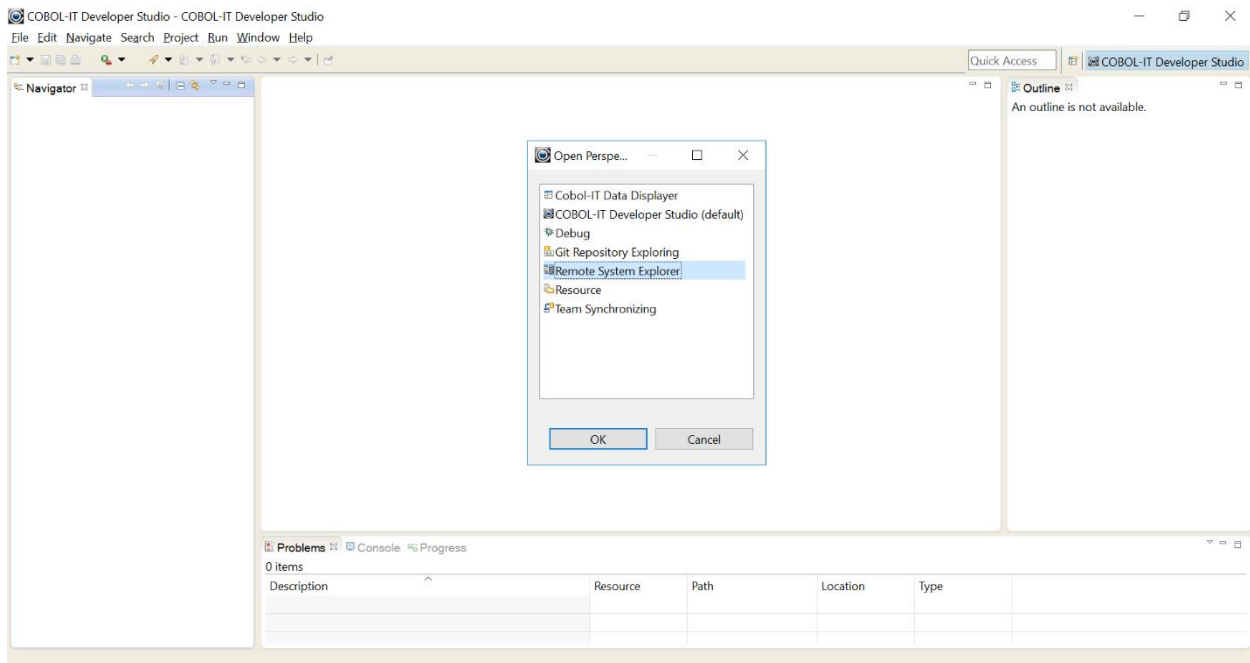 COBOL-IT Developer Studio - COBOL-IT Developer Studio
File Edit Navigate Search Project Run Window Help
Quick Access COBOL-IT Developer Studio
Navigator
Outline
An outline is not available.
Open Perspe...
Cobol-IT Data Displayer
COBOL-IT Developer Studio (default)
Debug
Git Repository Exploring
Remote System Explorer
Resource
Team Synchronizing
OK Cancel
Problems Console Progress
0 items
Description Resource Path Location Type